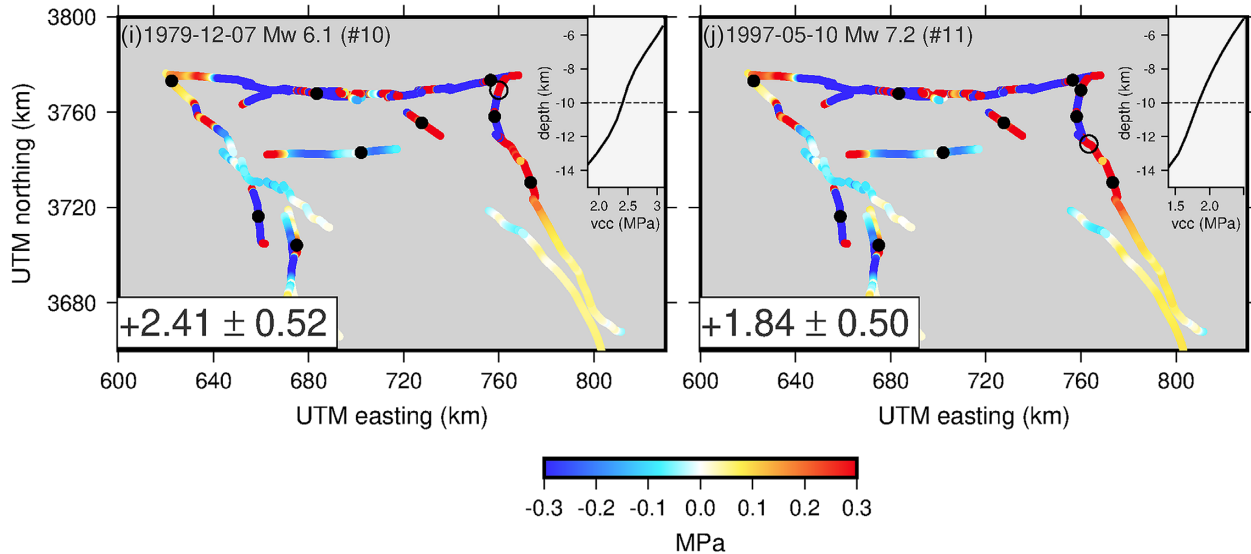 3800
3760
3720
3680
UTM northing (km)
(i)1979-12-07 Mw 6.1 (#10)
-6
-8
-10
-12
-14
depth (km)
2.0 2.5 3
vcc (MPa)
+2.41 ± 0.52
600 640 680 720 760 800
UTM easting (km)
(j)1997-05-10 Mw 7.2 (#11)
-6
-8
-10
-12
-14
depth (km)
1.5 2.0
vcc (MPa)
+1.84 ± 0.50
600 640 680 720 760 800
UTM easting (km)
-0.3 -0.2 -0.1 0.0 0.1 0.2 0.3
MPa